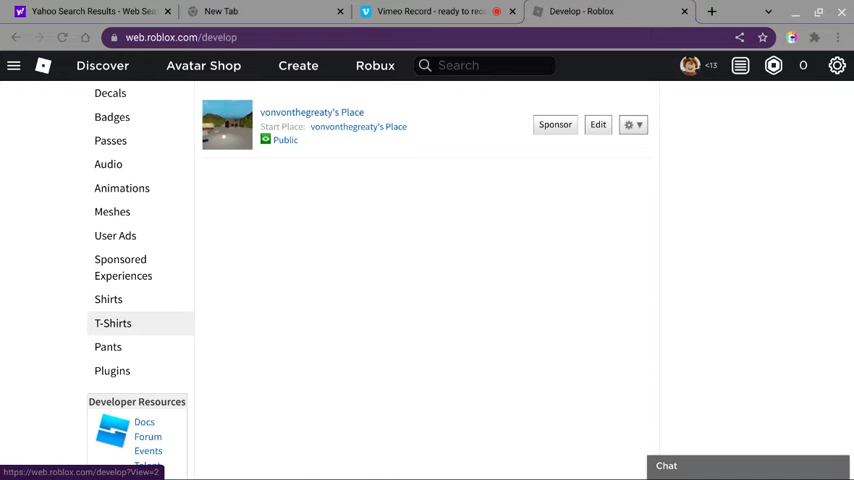 Yahoo Search Results - Web Sea
New Tab
Vimeo Record - ready to reco
Develop - Roblox
web.roblox.com/develop
Discover
Avatar Shop
Create
Robux
Search
<13
0
Decals
Badges
Passes
Audio
Animations
Meshes
User Ads
Sponsored
Experiences
Shirts
T-Shirts
Pants
Plugins
Developer Resources
Docs
Forum
Events
Talent
vonvonthegreaty's Place
Start Place: vonvonthegreaty's Place
Public
Sponsor
Edit
https://web.roblox.com/develop?View=2
Chat